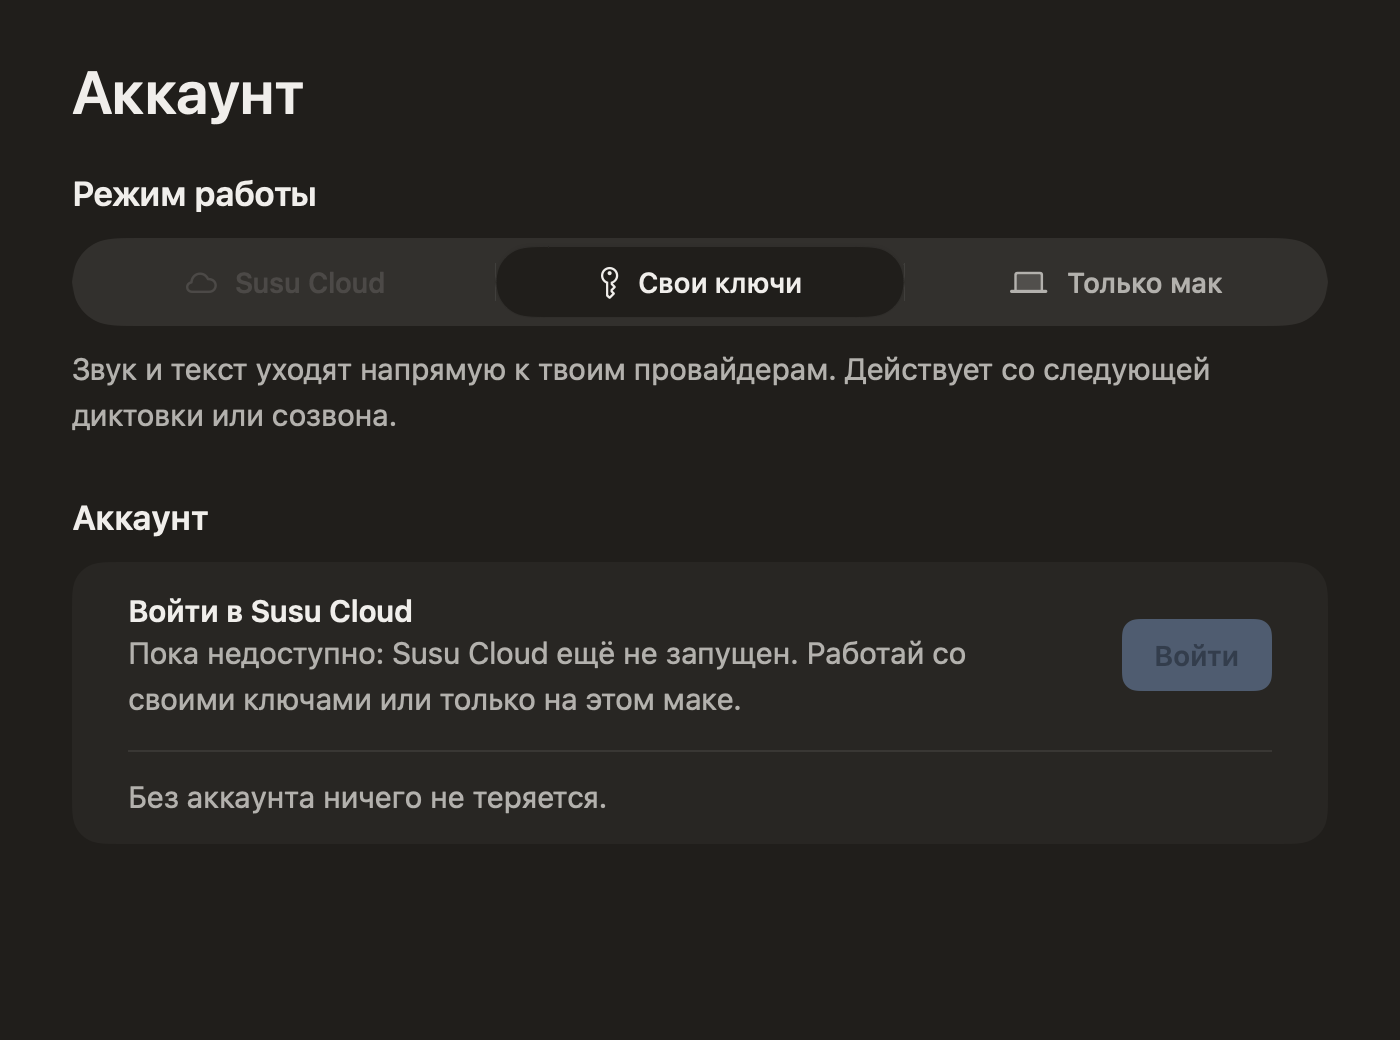 Аккаунт
Режим работы
Susu Cloud
Свои ключи
Только мак
Звук и текст уходят напрямую к твоим провайдерам. Действует со следующей
диктовки или созвона.
Аккаунт
Войти в Susu Cloud
Пока недоступно: Susu Cloud ещё не запущен. Работай со
своими ключами или только на этом маке.
Войти
Без аккаунта ничего не теряется.